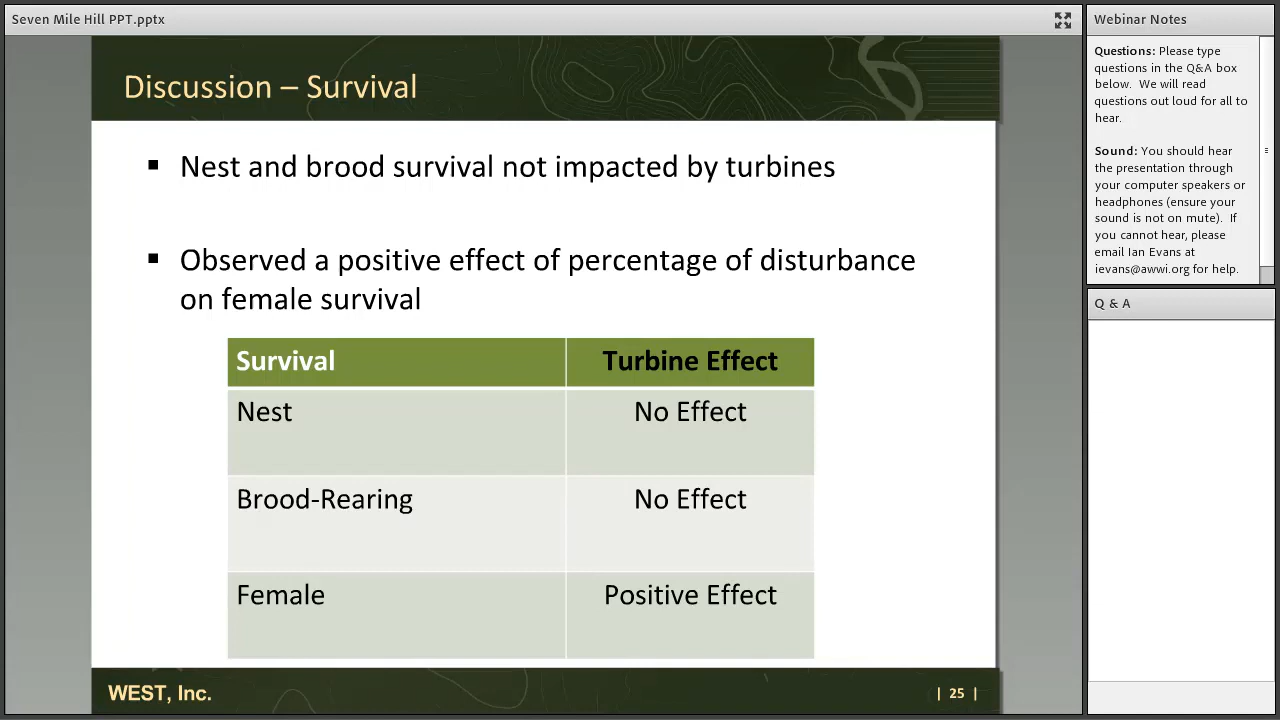 Seven Mile Hill PPT.pptx
Discussion – Survival
▪ Nest and brood survival not impacted by turbines
▪ Observed a positive effect of percentage of disturbance
on female survival
Survival Turbine Effect
Nest No Effect
Brood-Rearing No Effect
Female Positive Effect
WEST, Inc.
| 25 |
Webinar Notes
Questions: Please type
questions in the Q&A box
below. We will read
questions out loud for all to
hear.
Sound: You should hear
the presentation through
your computer speakers or
headphones (ensure your
sound is not on mute). If
you cannot hear, please
email Ian Evans at
ievans@awwi.org for help.
Q & A